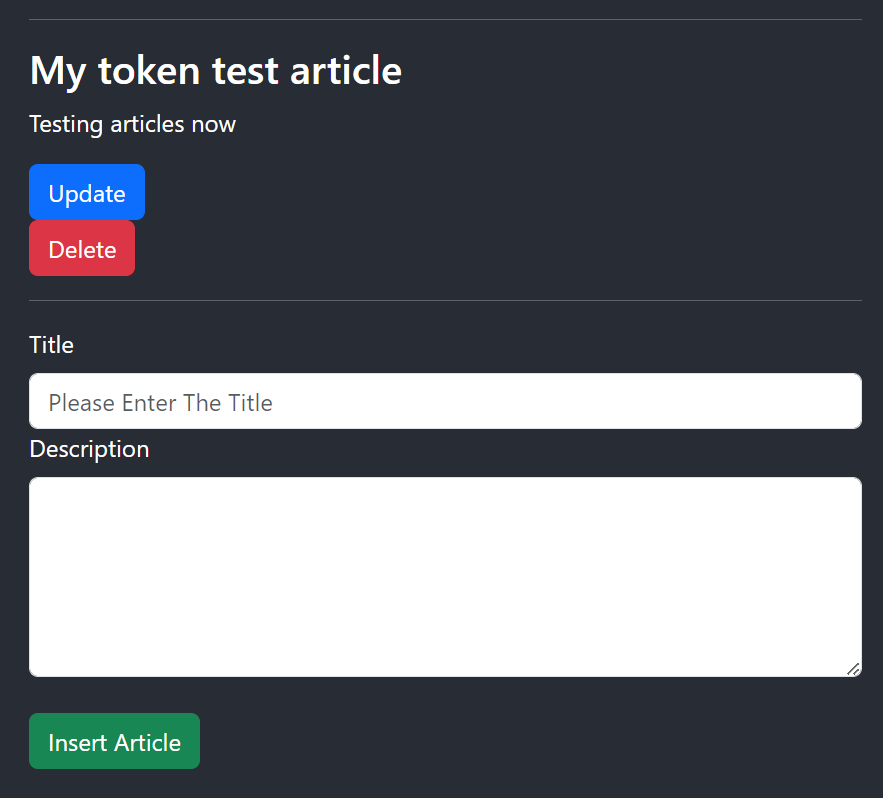 My token test article
Testing articles now
Update
Delete
Title
Please Enter The Title
Description
Insert Article